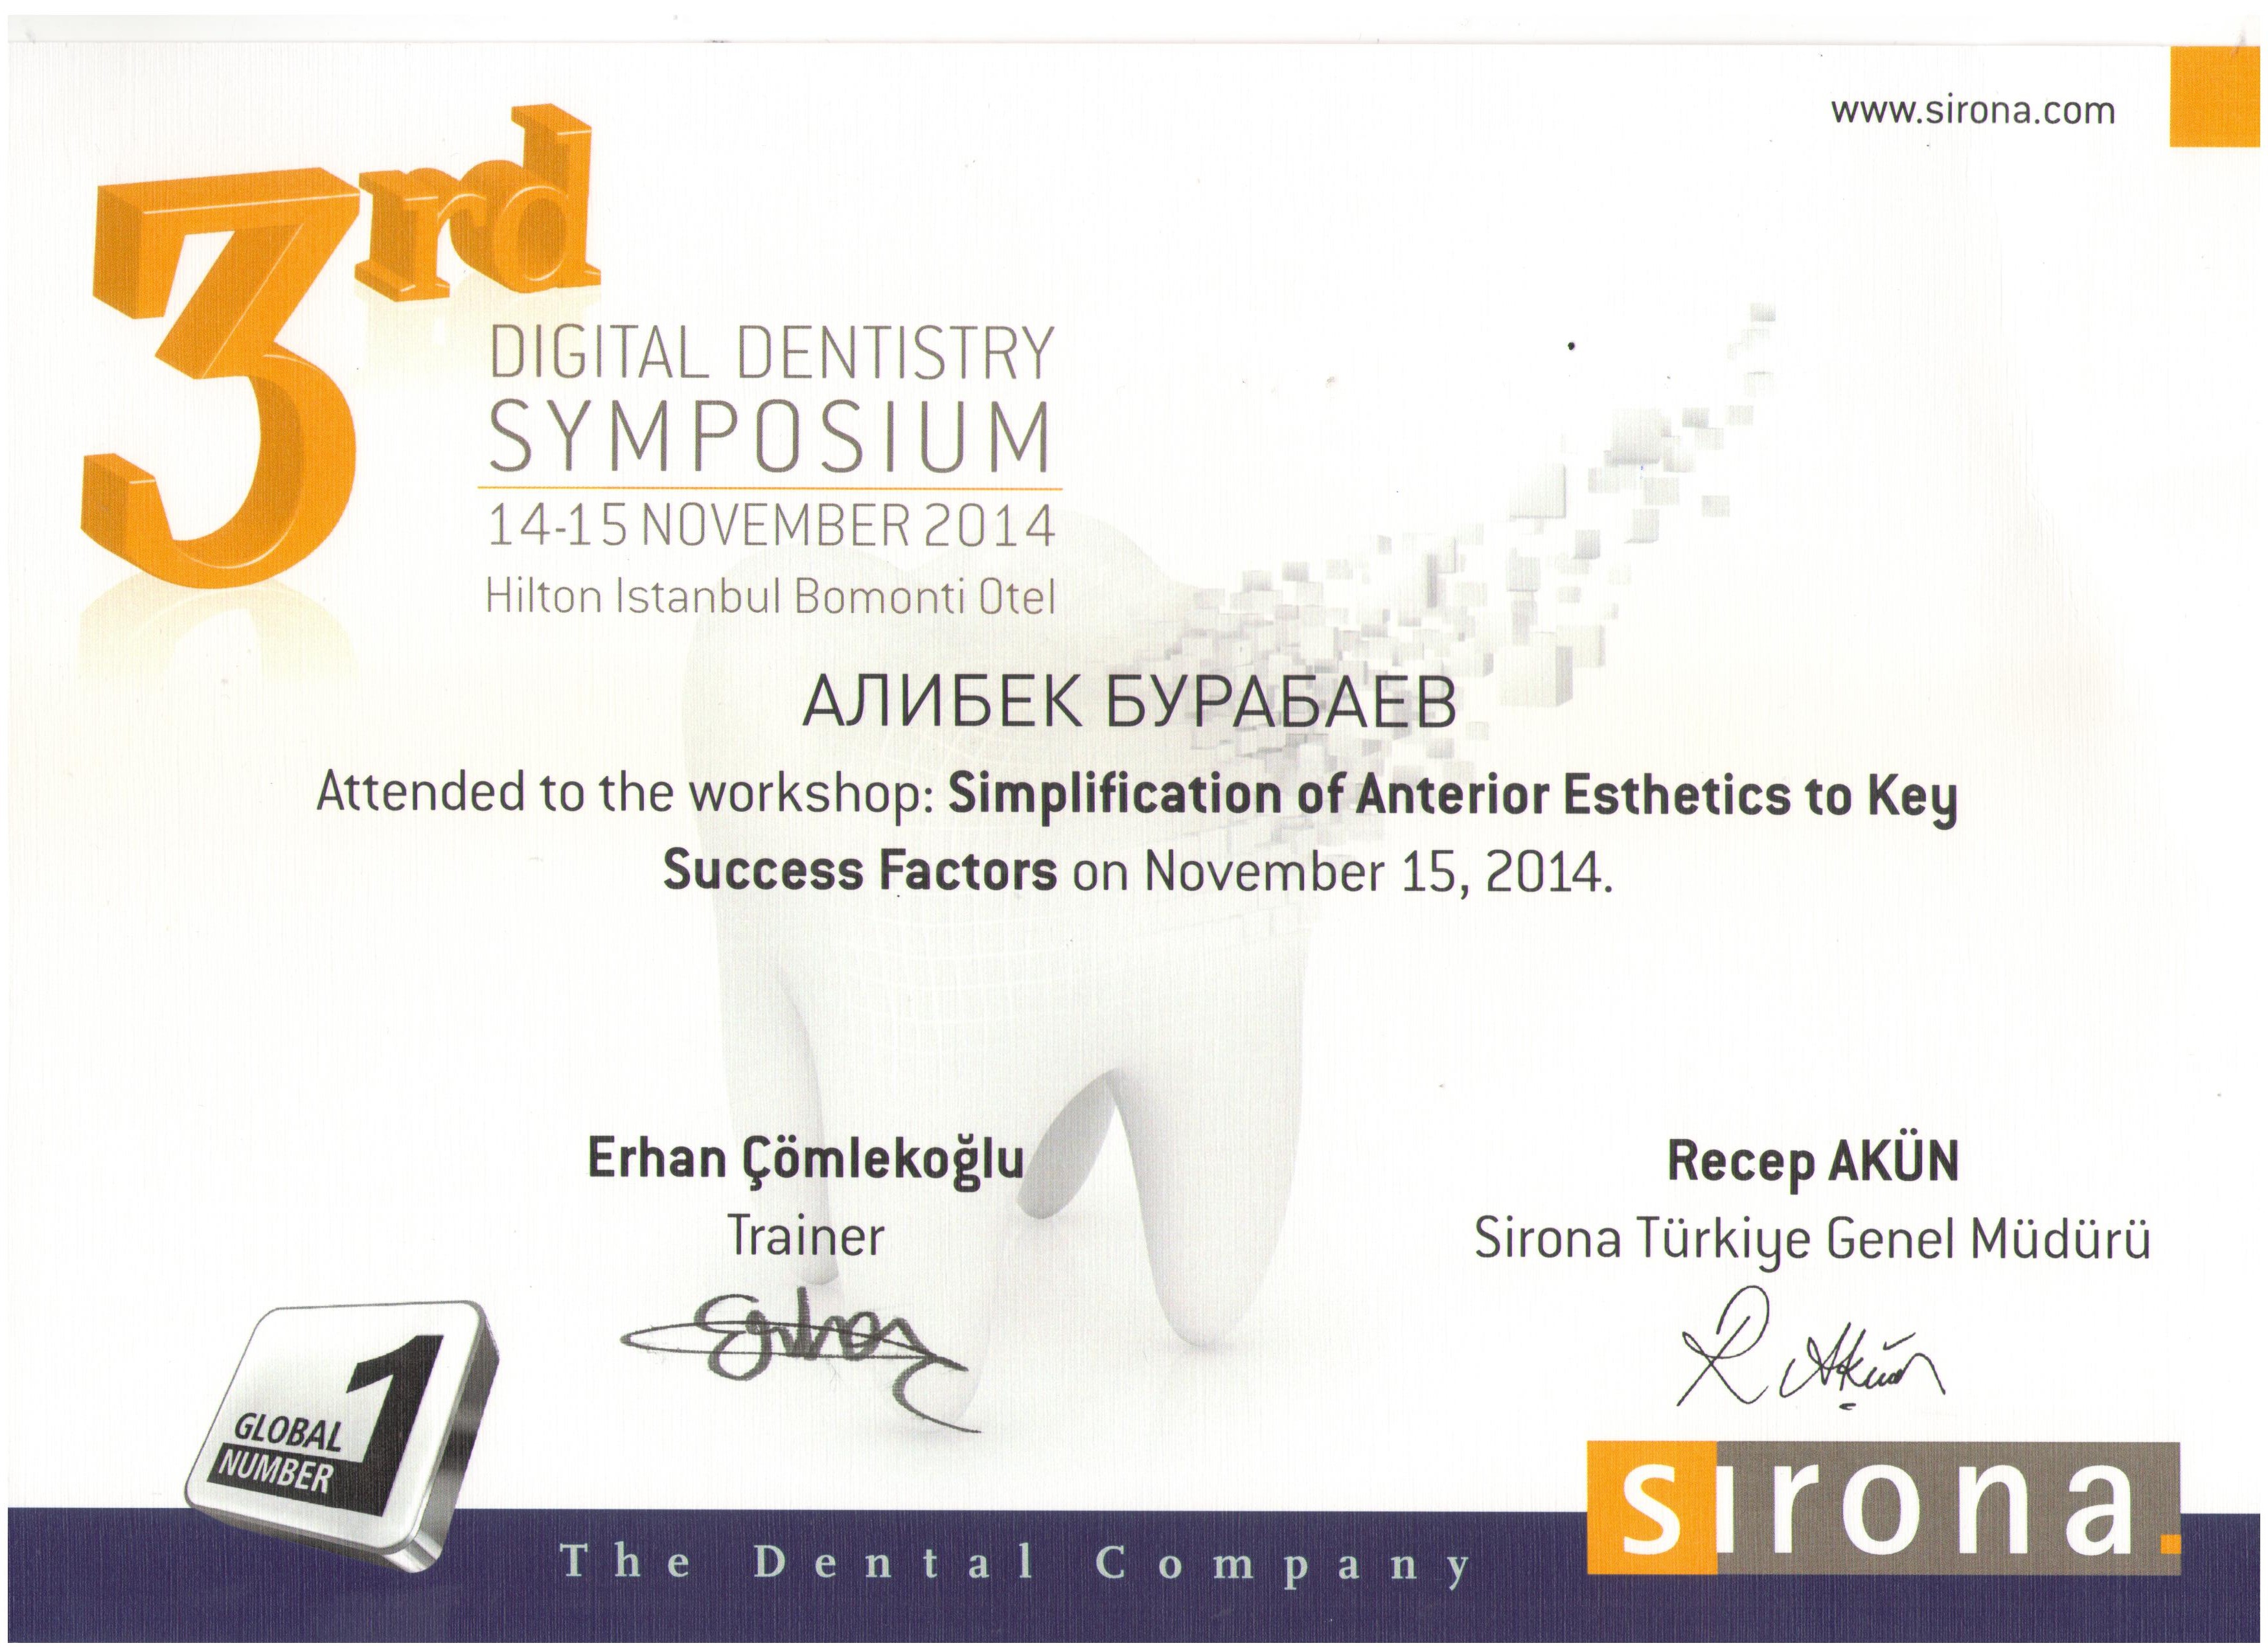 www.sirona.com
3rd
DIGITAL DENTISTRY
SYMPOSIUM
14-15 NOVEMBER 2014
Hilton Istanbul Bomonti Otel
АЛИБЕК БУРАБАЕВ
Attended to the workshop: Simplification of Anterior Esthetics to Key
Success Factors on November 15, 2014.
Erhan Çömlekoğlu
Trainer
Recep AKÜN
Sirona Türkiye Genel Müdürü
R Akün
GLOBAL
NUMBER
1
The Dental Company
sırona.